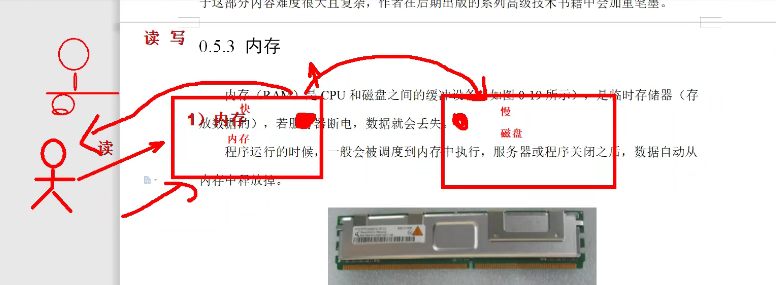 于这部分内容难度很大且复杂，作者在后期出版的系列高级技术书籍中会加重笔墨。
读 写
0.5.3 内存
内存（RAM）是 CPU 和磁盘之间的缓冲设备（如图 0-19 所示），是临时存储器（存
快
慢
1）内存
放数据的），若服务器断电，数据就会丢失。
内存
磁盘
读
程序运行的时候，一般会被调度到内存中执行，服务器或程序关闭之后，数据自动从
内存中释放掉。